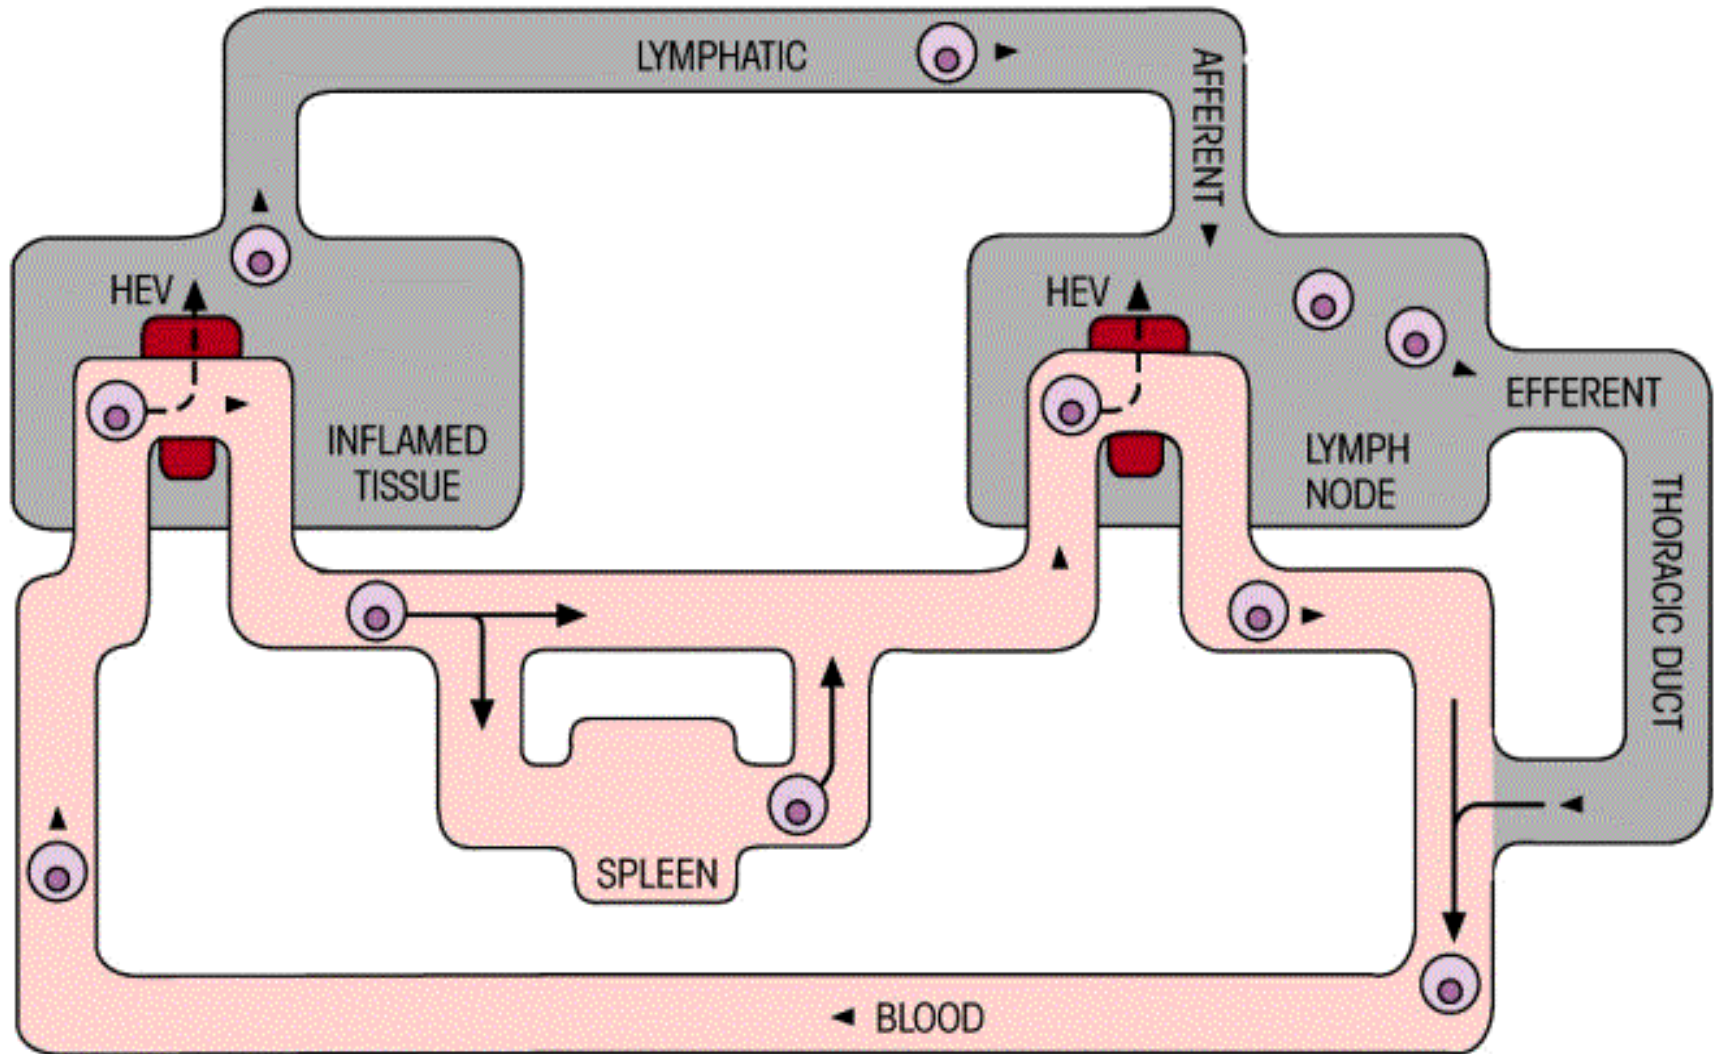 LYMPHATIC
AFFERENT
HEV
HEV
EFFERENT
INFLAMED
TISSUE
LYMPH
NODE
THORACIC DUCT
SPLEEN
BLOOD